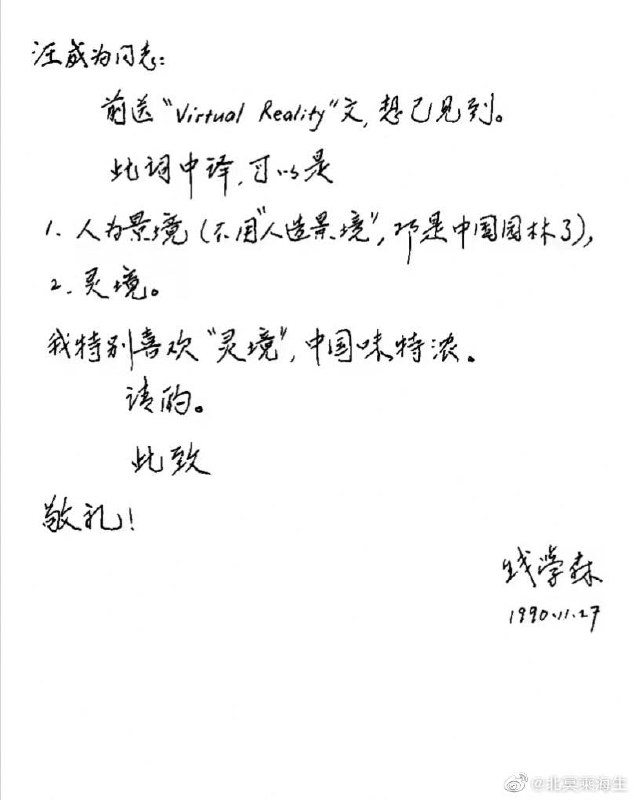 汪成为同志：
前送“Virtual Reality”文，想已见到。
此词中译，可以是
1. 人为景境（不用“人造景境”，那是中国园林了），
2. 灵境。
我特别喜欢“灵境”，中国味特浓。
请酌。
此致
敬礼！
钱学森
1990.11.27
@北冥乘海生